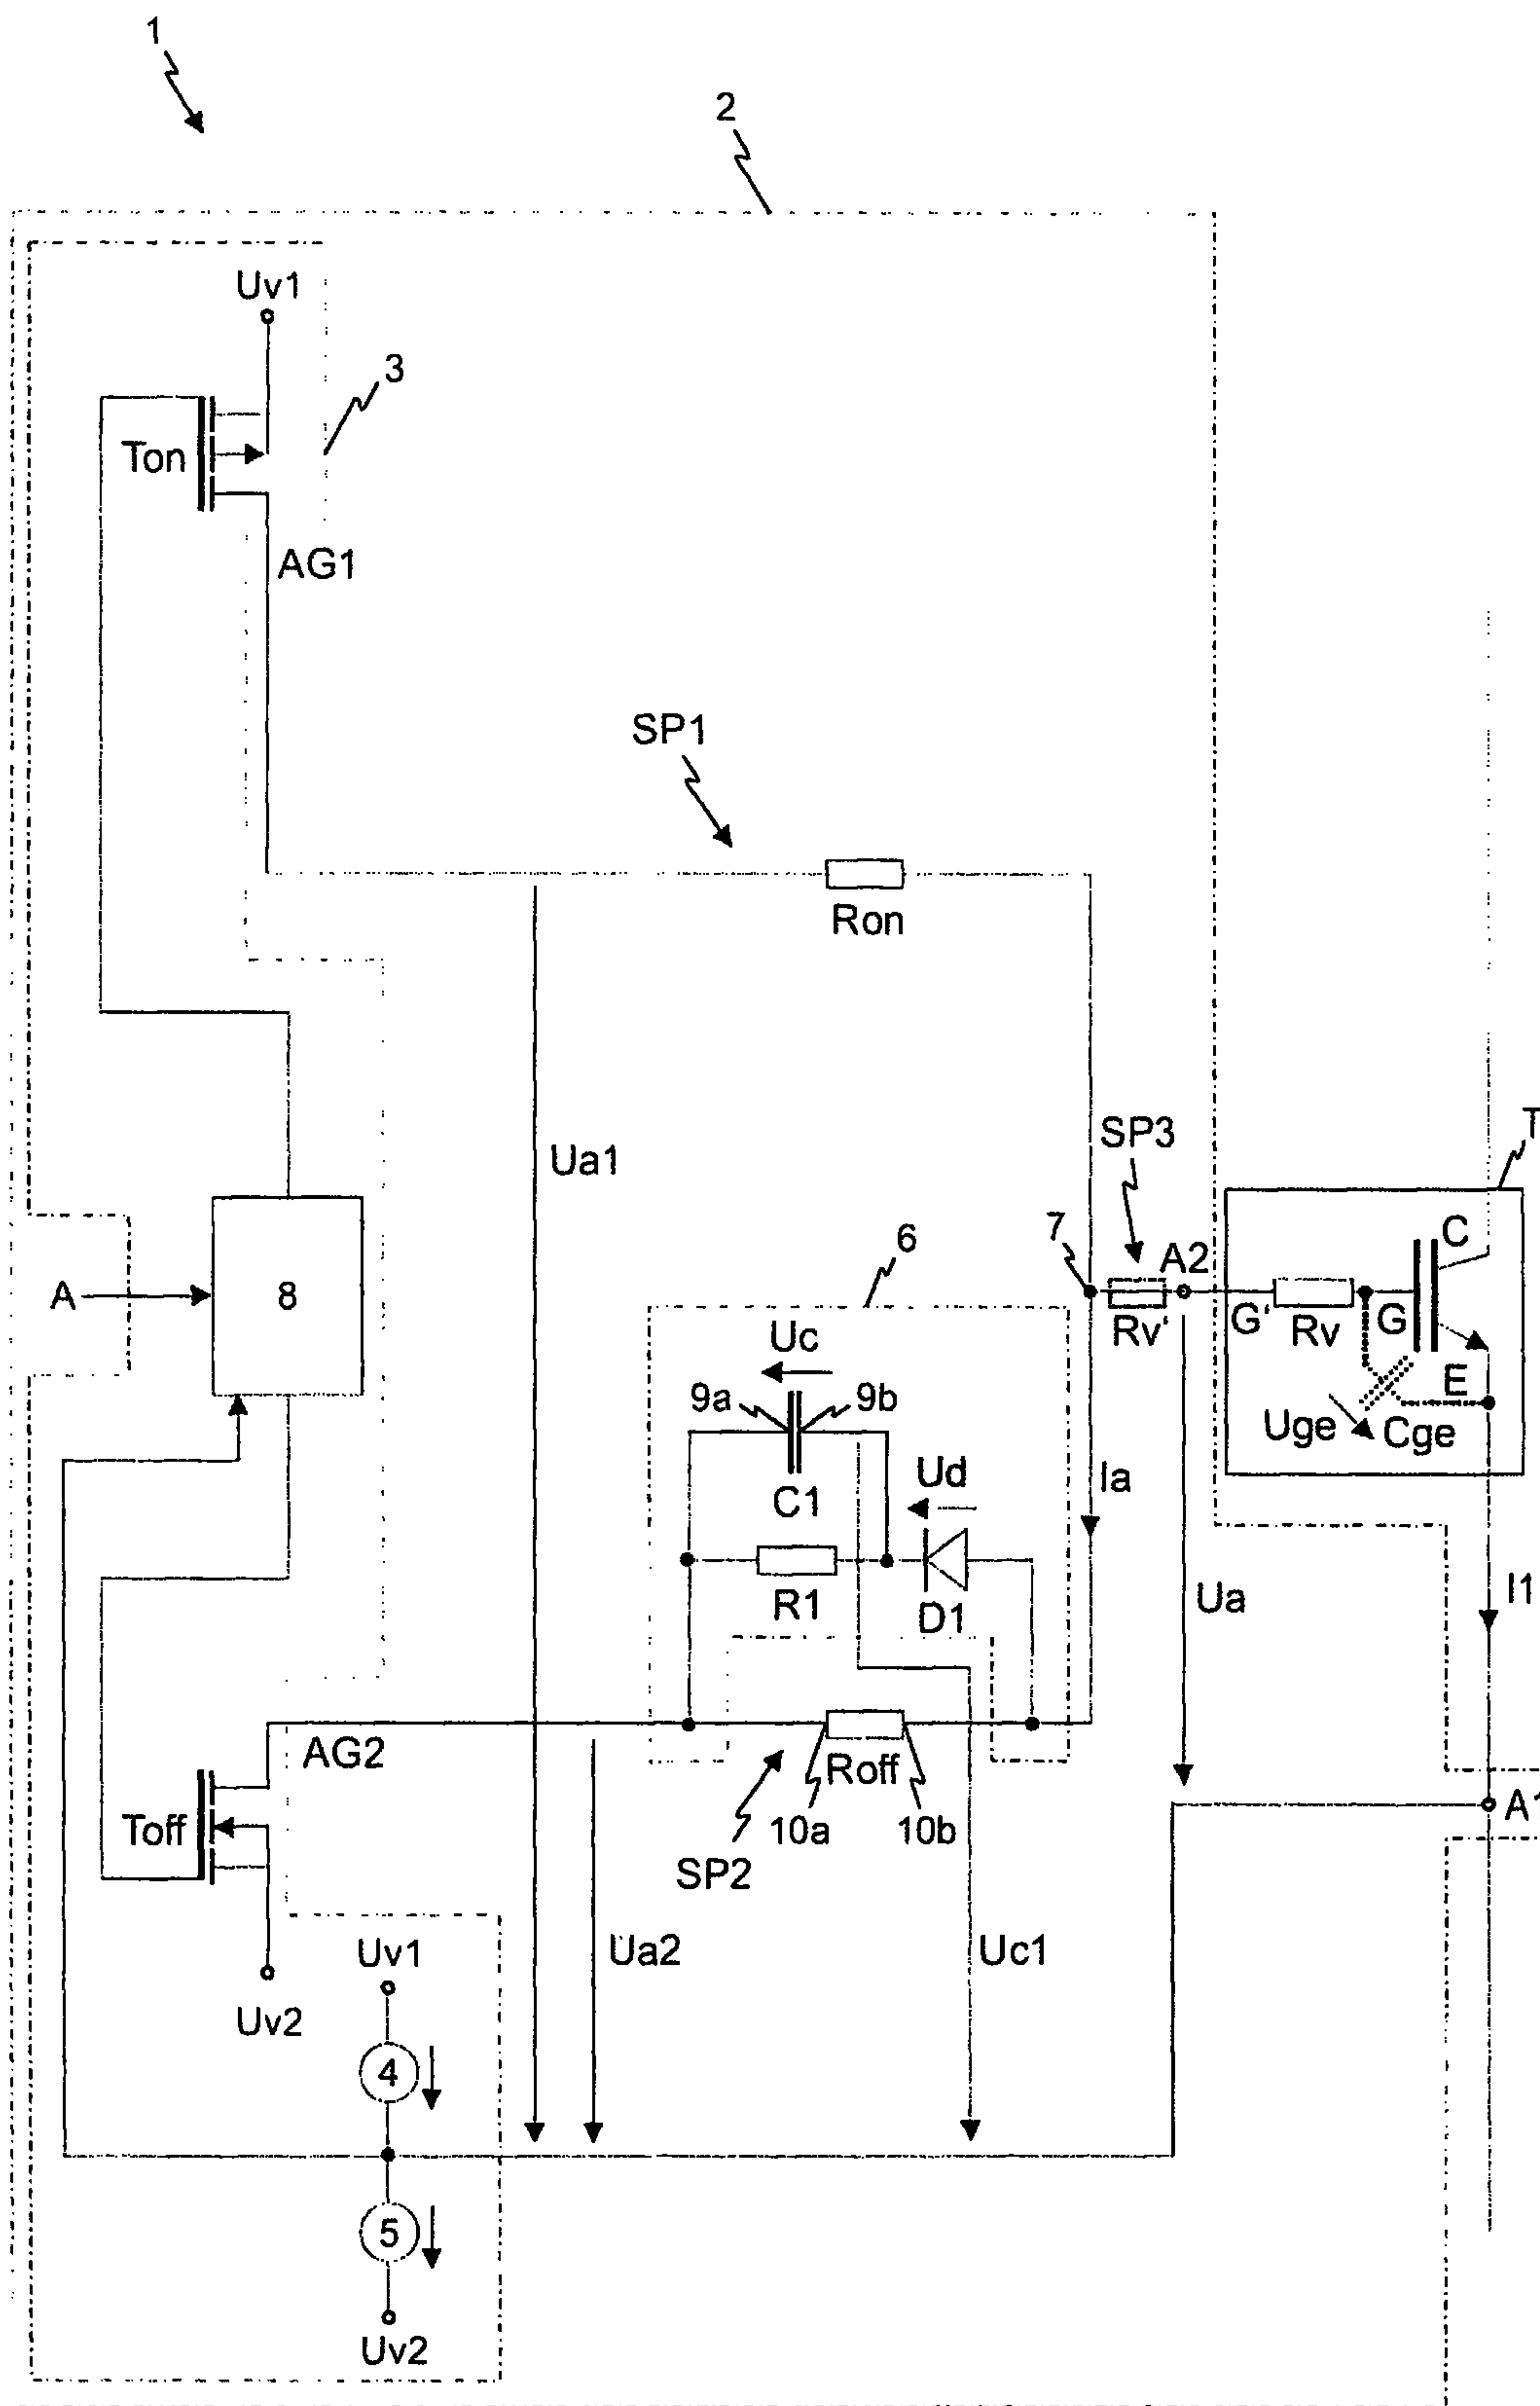 1
2
Uv1
3
Ton
AG1
SP1
Ron
Ua1
SP3
T
7
6
A2
C
A
8
Rv'
G'
Rv
G
Uc
9a
9b
E
Uge
Cge
C1
Ud
Ia
R1
D1
Ua
I1
AG2
Roff
Toff
10a
10b
A1
SP2
Uv1
Ua2
Uc1
Uv2
4
5
Uv2